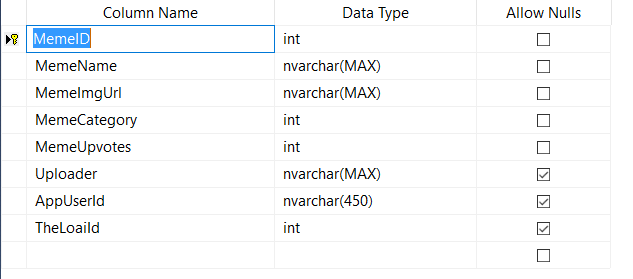 Column Name Data Type Allow Nulls
MemeID int
MemeName nvarchar(MAX)
MemeImgUrl nvarchar(MAX)
MemeCategory int
MemeUpvotes int
Uploader nvarchar(MAX)
AppUserId nvarchar(450)
TheLoaiId int